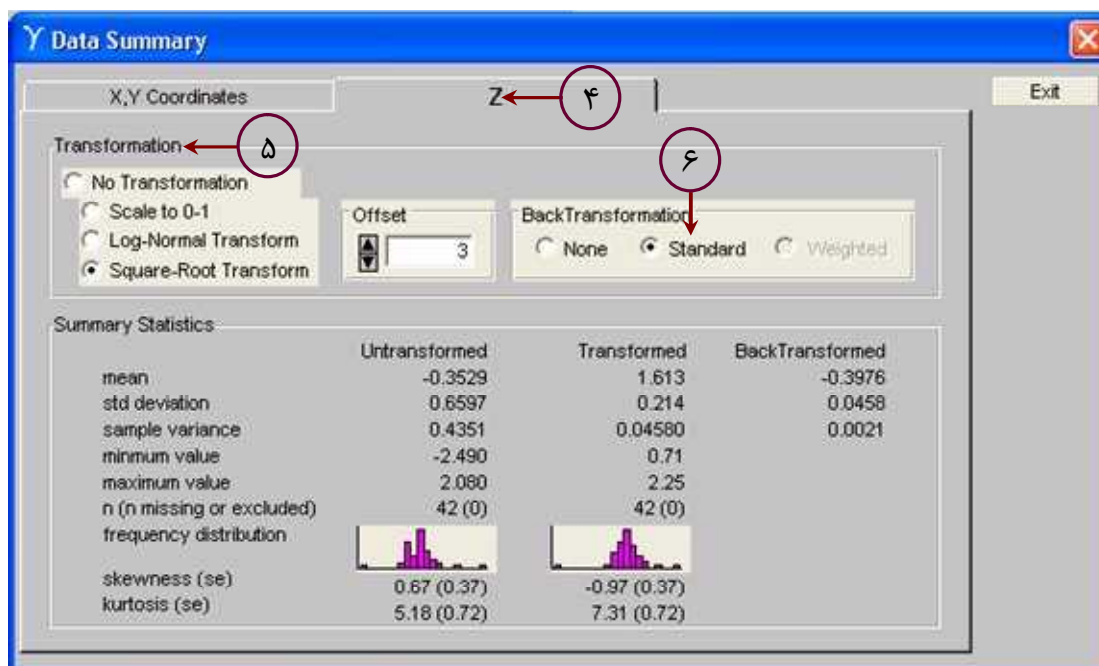 γ Data Summary
X,Y Coordinates
Z ۴
Exit
Transformation ۵
۶
No Transformation
Scale to 0-1
Log-Normal Transform
Square-Root Transform
Offset
3
BackTransformation
None Standard Weighted
Summary Statistics
Untransformed Transformed BackTransformed
mean -0.3529 1.613 -0.3976
std deviation 0.6597 0.214 0.0458
sample variance 0.4351 0.04580 0.0021
minmum value -2.490 0.71
maximum value 2.080 2.25
n (n missing or excluded) 42 (0) 42 (0)
frequency distribution
skewness (se) 0.67 (0.37) -0.97 (0.37)
kurtosis (se) 5.18 (0.72) 7.31 (0.72)